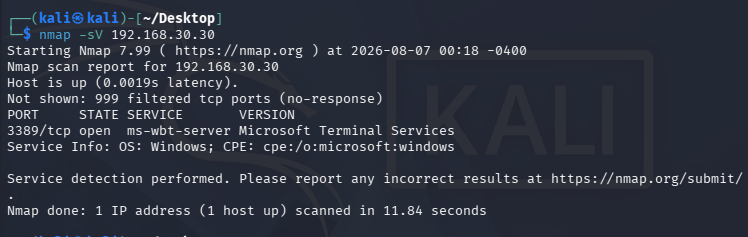 ┌──(kali㉿kali)-[~/Desktop]
└─$ nmap -sV 192.168.30.30
Starting Nmap 7.99 ( https://nmap.org ) at 2026-08-07 00:18 -0400
Nmap scan report for 192.168.30.30
Host is up (0.0019s latency).
Not shown: 999 filtered tcp ports (no-response)
PORT     STATE SERVICE       VERSION
3389/tcp open  ms-wbt-server Microsoft Terminal Services
Service Info: OS: Windows; CPE: cpe:/o:microsoft:windows

Service detection performed. Please report any incorrect results at https://nmap.org/submit/
.
Nmap done: 1 IP address (1 host up) scanned in 11.84 seconds
KALI